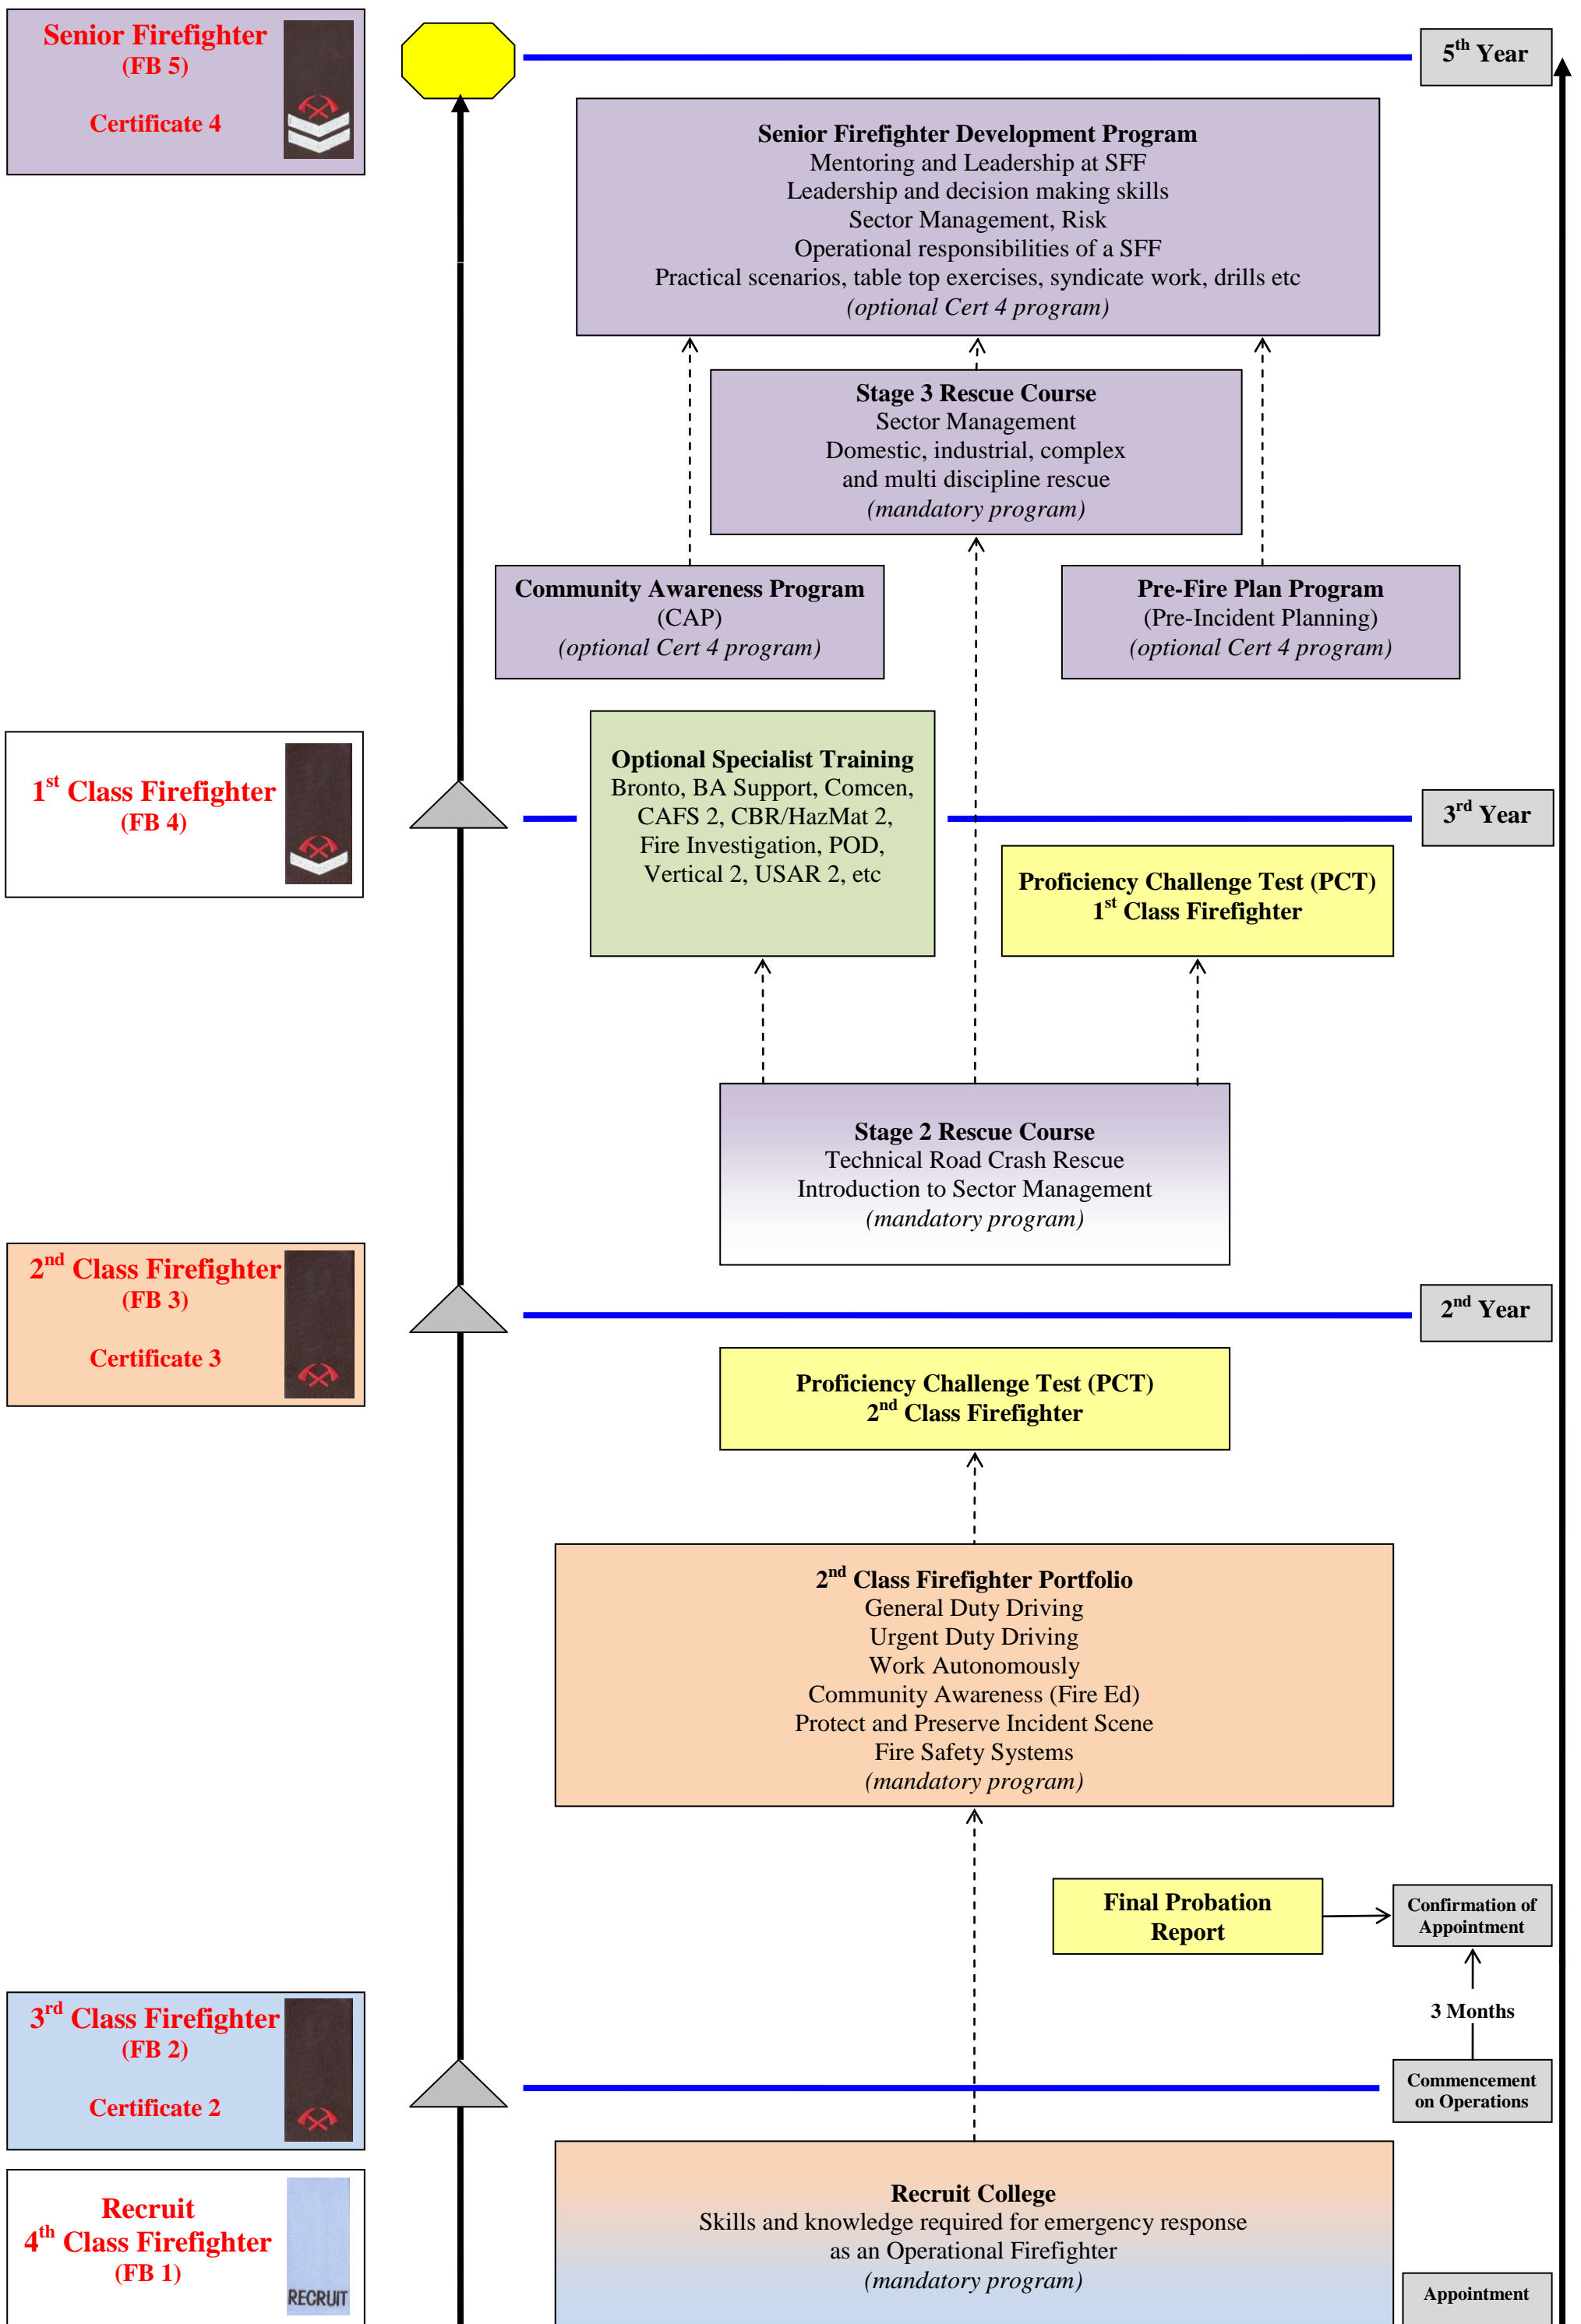 Senior Firefighter
(FB 5)
Certificate 4
5th Year
Senior Firefighter Development Program
Mentoring and Leadership at SFF
Leadership and decision making skills
Sector Management, Risk
Operational responsibilities of a SFF
Practical scenarios, table top exercises, syndicate work, drills etc
(optional Cert 4 program)
Stage 3 Rescue Course
Sector Management
Domestic, industrial, complex
and multi discipline rescue
(mandatory program)
Community Awareness Program
(CAP)
(optional Cert 4 program)
Pre-Fire Plan Program
(Pre-Incident Planning)
(optional Cert 4 program)
1st Class Firefighter
(FB 4)
Optional Specialist Training
Bronto, BA Support, Comcen,
CAFS 2, CBR/HazMat 2,
Fire Investigation, POD,
Vertical 2, USAR 2, etc
3rd Year
Proficiency Challenge Test (PCT)
1st Class Firefighter
Stage 2 Rescue Course
Technical Road Crash Rescue
Introduction to Sector Management
(mandatory program)
2nd Class Firefighter
(FB 3)
Certificate 3
2nd Year
Proficiency Challenge Test (PCT)
2nd Class Firefighter
2nd Class Firefighter Portfolio
General Duty Driving
Urgent Duty Driving
Work Autonomously
Community Awareness (Fire Ed)
Protect and Preserve Incident Scene
Fire Safety Systems
(mandatory program)
Final Probation
Report
Confirmation of
Appointment
3 Months
3rd Class Firefighter
(FB 2)
Certificate 2
Commencement
on Operations
Recruit
4th Class Firefighter
(FB 1)
RECRUIT
Recruit College
Skills and knowledge required for emergency response
as an Operational Firefighter
(mandatory program)
Appointment